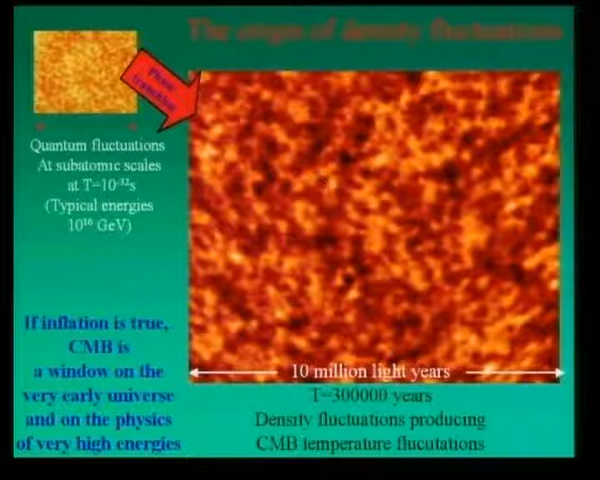 The origin of density fluctuations
Phase
transition
Quantum fluctuations
At subatomic scales
at T=10⁻³²s
(Typical energies
10¹⁶ GeV)
If inflation is true,
CMB is
a window on the
very early universe
and on the physics
of very high energies
10 million light years
T=300000 years
Density fluctuations producing
CMB temperature flucutations